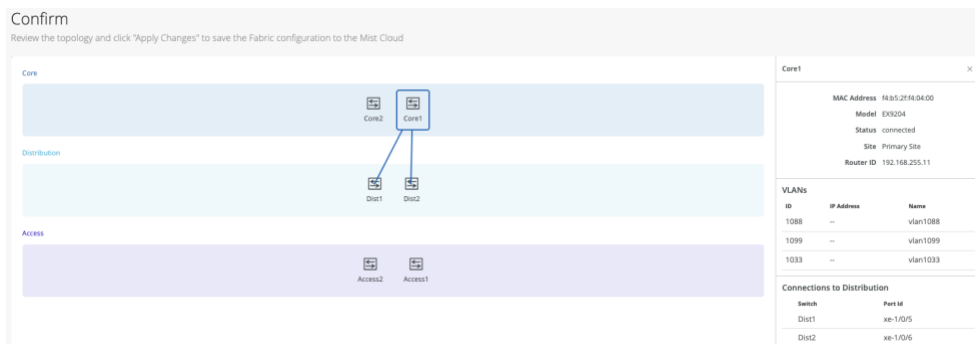 Confirm
Review the topology and click "Apply Changes" to save the Fabric configuration to the Mist Cloud
Core
Core2 Core1
Distribution
Dist1 Dist2
Access
Access2 Access1
Core1 ×
MAC Address f4:b5:2f:f4:04:00
Model EX9204
Status connected
Site Primary Site
Router ID 192.168.255.11
VLANs
ID IP Address Name
1088 -- vlan1088
1099 -- vlan1099
1033 -- vlan1033
Connections to Distribution
Switch Port Id
Dist1 xe-1/0/5
Dist2 xe-1/0/6